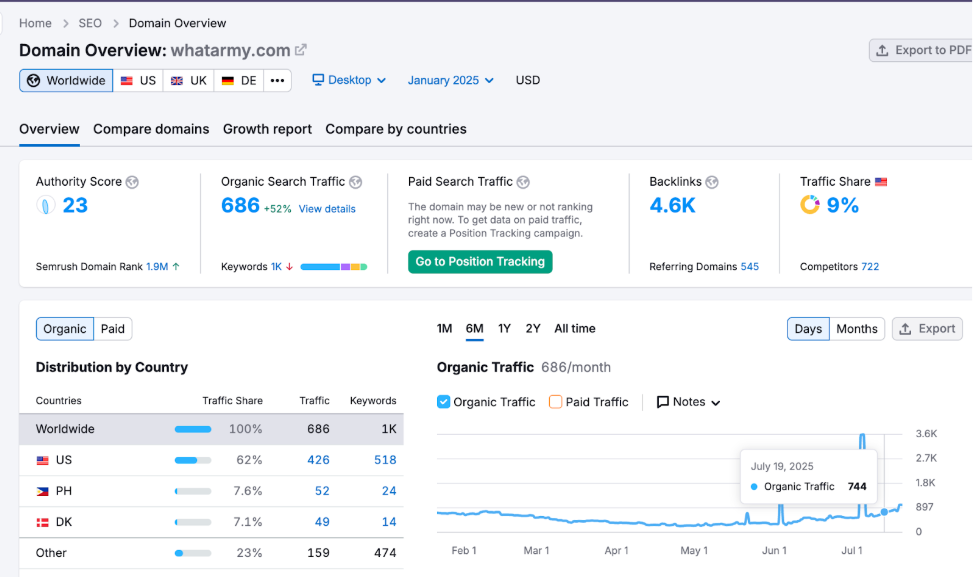 Home > SEO > Domain Overview
Domain Overview: whatarmy.com
Export to PDF
Worldwide US UK DE ••• Desktop January 2025 USD
Overview Compare domains Growth report Compare by countries
Authority Score
23
Semrush Domain Rank 1.9M ↑
Organic Search Traffic
686 +52% View details
Keywords 1K ↓
Paid Search Traffic
The domain may be new or not ranking
right now. To get data on paid traffic,
create a Position Tracking campaign.
Go to Position Tracking
Backlinks
4.6K
Referring Domains 545
Traffic Share
9%
Competitors 722
Organic Paid
Distribution by Country
Countries Traffic Share Traffic Keywords
Worldwide 100% 686 1K
US 62% 426 518
PH 7.6% 52 24
DK 7.1% 49 14
Other 23% 159 474
1M 6M 1Y 2Y All time
Days Months Export
Organic Traffic 686/month
Organic Traffic Paid Traffic Notes
3.6K
2.7K
1.8K
897
0
July 19, 2025
Organic Traffic 744
Feb 1 Mar 1 Apr 1 May 1 Jun 1 Jul 1